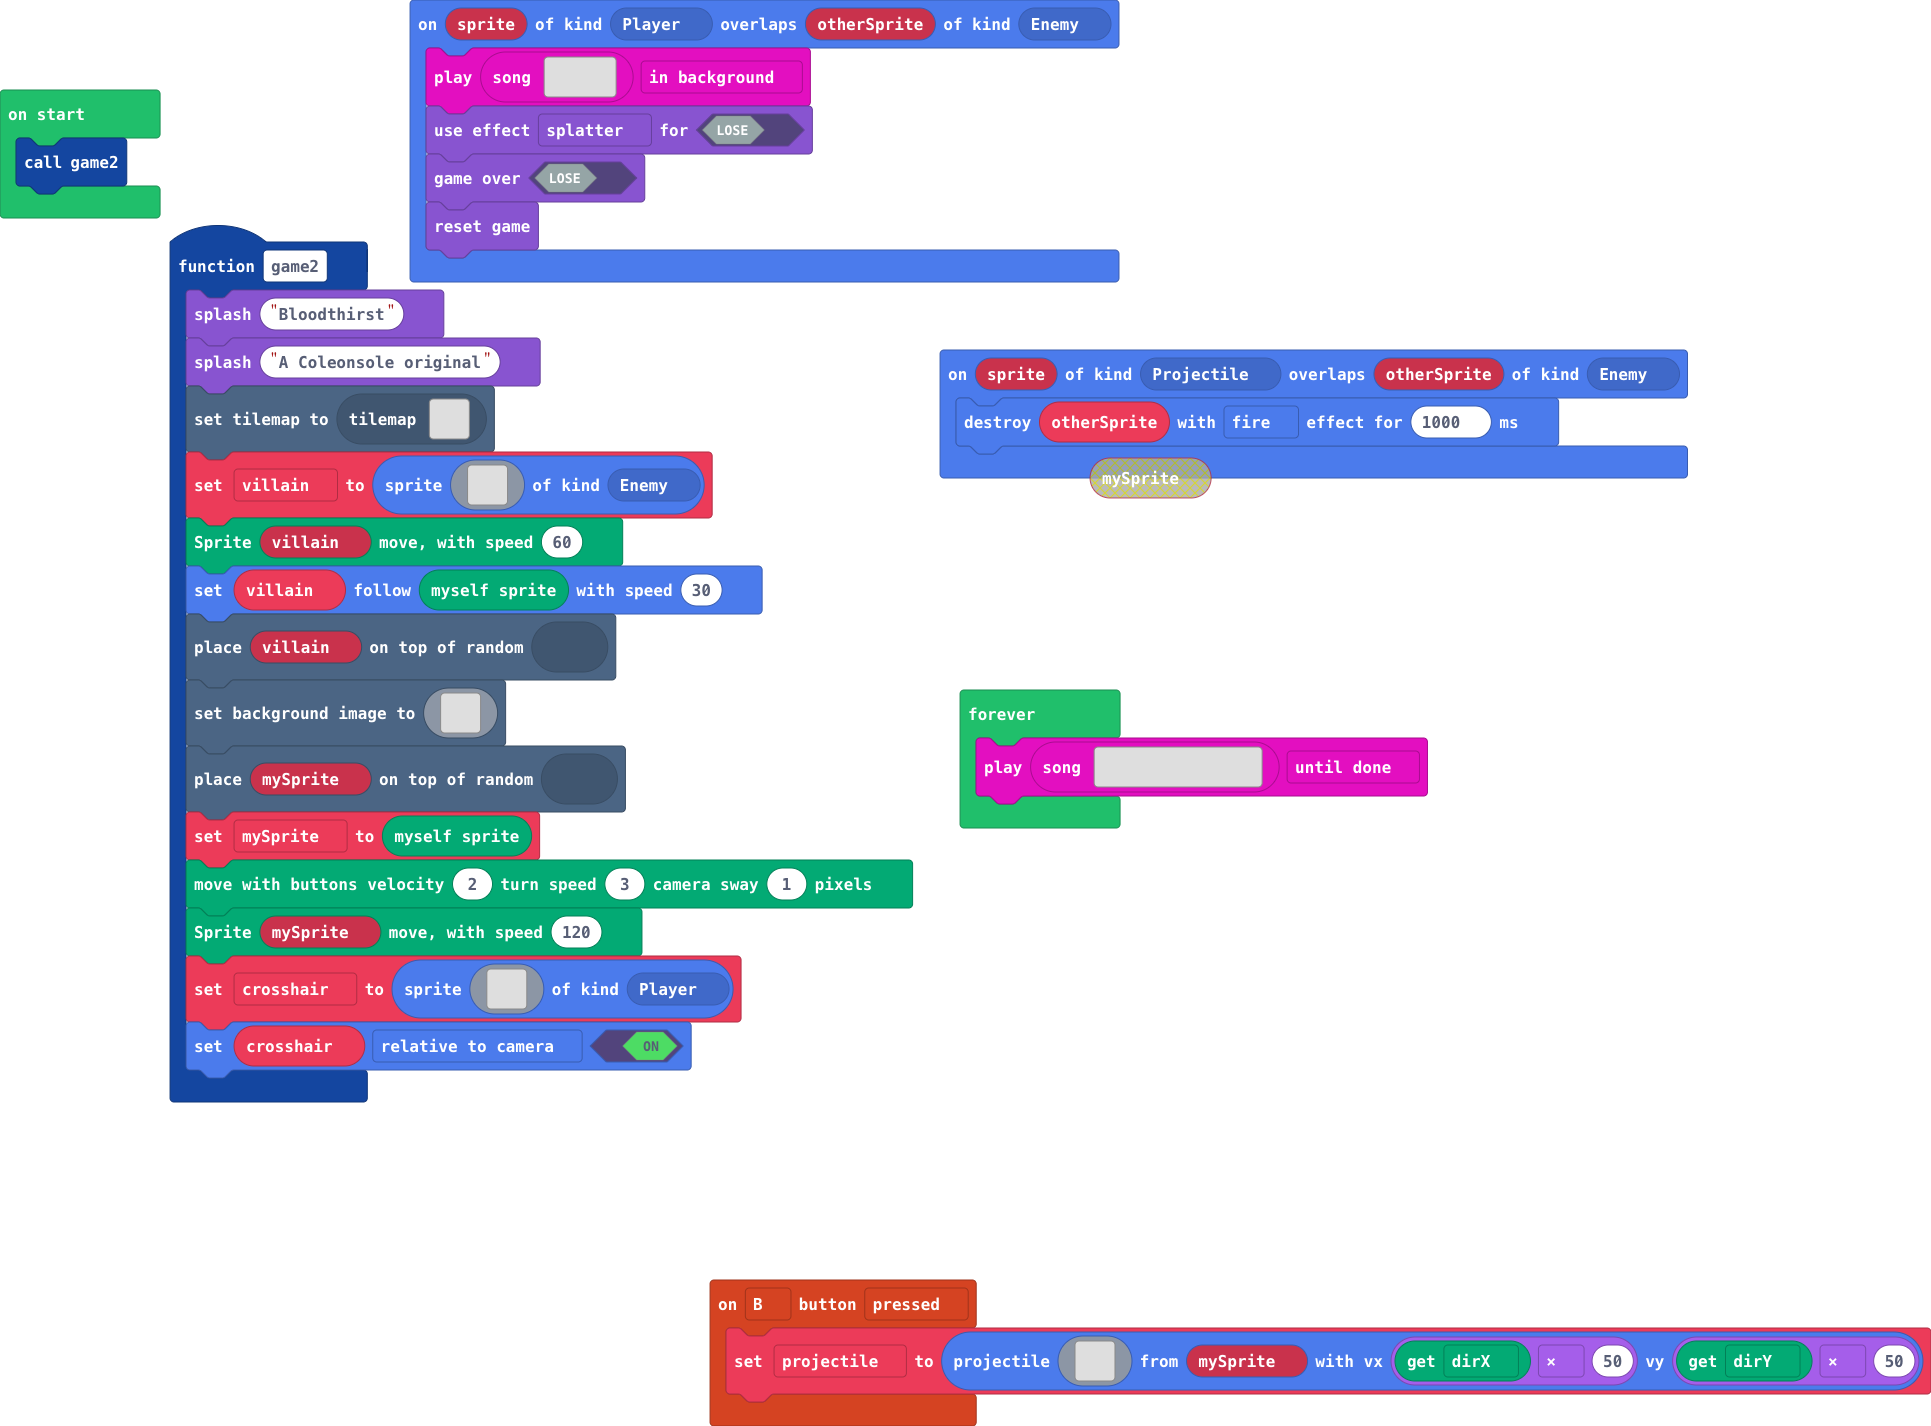 on sprite of kind Player overlaps otherSprite of kind Enemy
play song in background
use effect splatter for LOSE
game over LOSE
reset game
on start
call game2
function game2
splash "Bloodthirst"
splash "A Coleonsole original"
set tilemap to tilemap
set villain to sprite of kind Enemy
Sprite villain move, with speed 60
set villain follow myself sprite with speed 30
place villain on top of random
set background image to
place mySprite on top of random
set mySprite to myself sprite
move with buttons velocity 2 turn speed 3 camera sway 1 pixels
Sprite mySprite move, with speed 120
set crosshair to sprite of kind Player
set crosshair relative to camera ON
on sprite of kind Projectile overlaps otherSprite of kind Enemy
destroy otherSprite with fire effect for 1000 ms
mySprite
forever
play song until done
on B button pressed
set projectile to projectile from mySprite with vx get dirX × 50 vy get dirY × 50